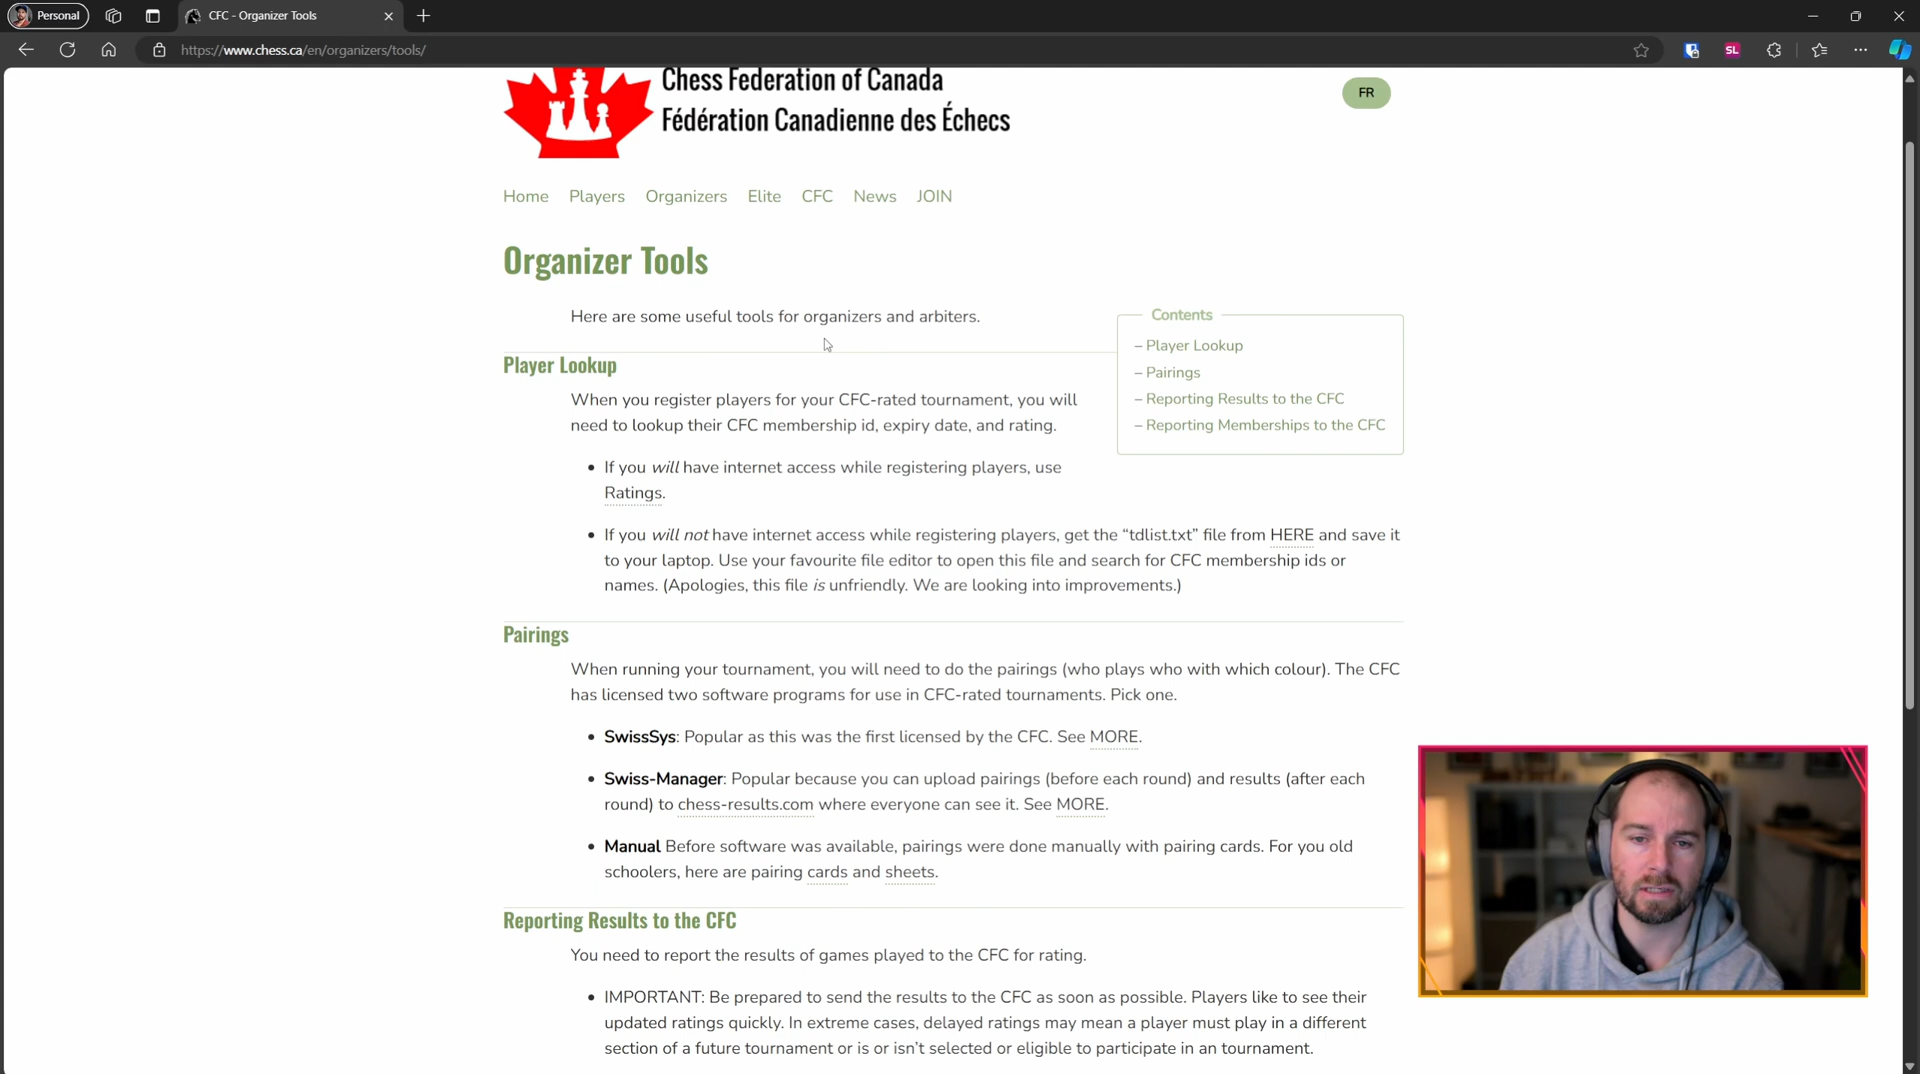 Personal
CFC - Organizer Tools
https://www.chess.ca/en/organizers/tools/
SL
Chess Federation of Canada
Fédération Canadienne des Échecs
FR
Home Players Organizers Elite CFC News JOIN
Organizer Tools
Here are some useful tools for organizers and arbiters.
Contents
– Player Lookup
– Pairings
– Reporting Results to the CFC
– Reporting Memberships to the CFC
Player Lookup
When you register players for your CFC-rated tournament, you will
need to lookup their CFC membership id, expiry date, and rating.
• If you will have internet access while registering players, use
Ratings.
• If you will not have internet access while registering players, get the “tdlist.txt” file from HERE and save it
to your laptop. Use your favourite file editor to open this file and search for CFC membership ids or
names. (Apologies, this file is unfriendly. We are looking into improvements.)
Pairings
When running your tournament, you will need to do the pairings (who plays who with which colour). The CFC
has licensed two software programs for use in CFC-rated tournaments. Pick one.
• SwissSys: Popular as this was the first licensed by the CFC. See MORE.
• Swiss-Manager: Popular because you can upload pairings (before each round) and results (after each
round) to chess-results.com where everyone can see it. See MORE.
• Manual Before software was available, pairings were done manually with pairing cards. For you old
schoolers, here are pairing cards and sheets.
Reporting Results to the CFC
You need to report the results of games played to the CFC for rating.
• IMPORTANT: Be prepared to send the results to the CFC as soon as possible. Players like to see their
updated ratings quickly. In extreme cases, delayed ratings may mean a player must play in a different
section of a future tournament or is or isn't selected or eligible to participate in an tournament.